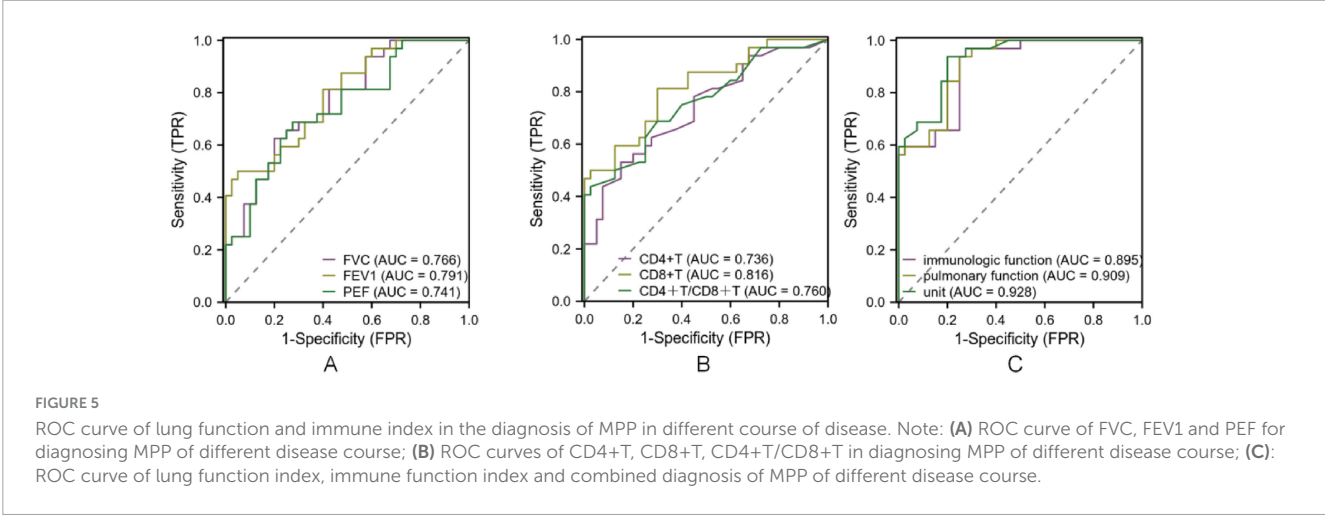 1.0
0.8
0.6
0.4
0.2
0.0
Sensitivity (TPR)
FVC (AUC = 0.766)
FEV1 (AUC = 0.791)
PEF (AUC = 0.741)
0.0 0.2 0.4 0.6 0.8 1.0
1-Specificity (FPR)
A
1.0
0.8
0.6
0.4
0.2
0.0
Sensitivity (TPR)
CD4+T (AUC = 0.736)
CD8+T (AUC = 0.816)
CD4+T/CD8+T (AUC = 0.760)
0.0 0.2 0.4 0.6 0.8 1.0
1-Specificity (FPR)
B
1.0
0.8
0.6
0.4
0.2
0.0
Sensitivity (TPR)
immunologic function (AUC = 0.895)
pulmonary function (AUC = 0.909)
unit (AUC = 0.928)
0.0 0.2 0.4 0.6 0.8 1.0
1-Specificity (FPR)
C
FIGURE 5
ROC curve of lung function and immune index in the diagnosis of MPP in different course of disease. Note: (A) ROC curve of FVC, FEV1 and PEF for
diagnosing MPP of different disease course; (B) ROC curves of CD4+T, CD8+T, CD4+T/CD8+T in diagnosing MPP of different disease course; (C):
ROC curve of lung function index, immune function index and combined diagnosis of MPP of different disease course.